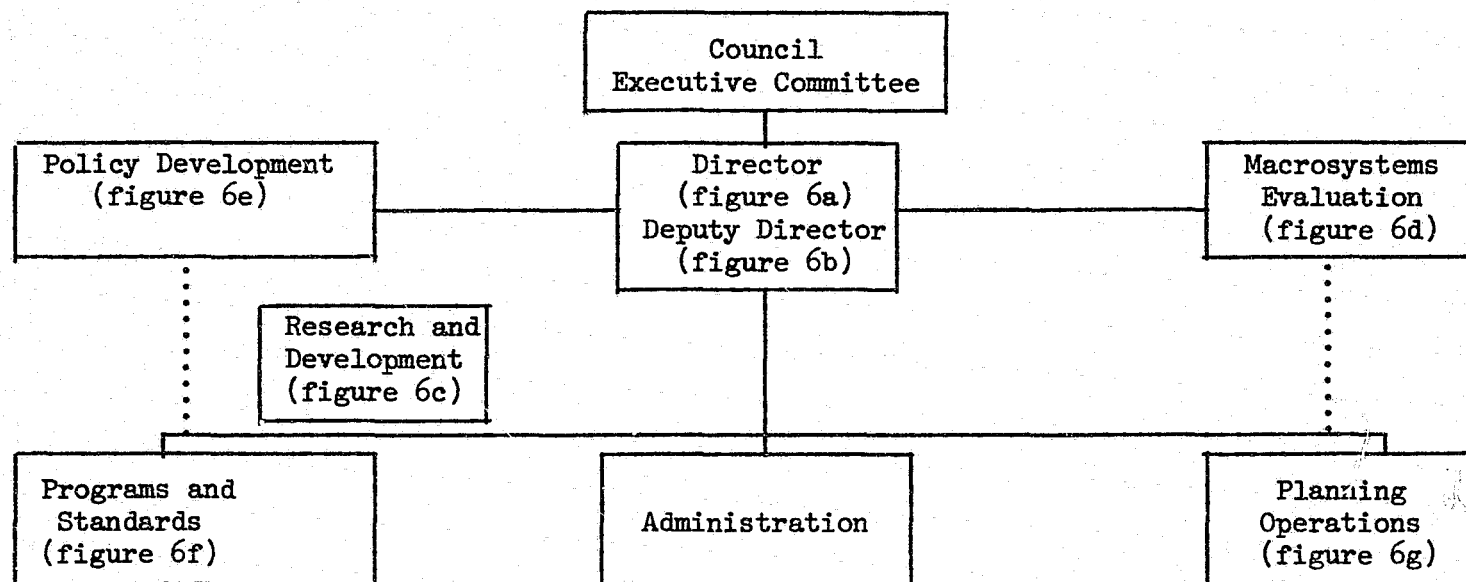 Council
Executive Committee
Policy Development
(figure 6e)
Director
(figure 6a)
Deputy Director
(figure 6b)
Macrosystems
Evaluation
(figure 6d)
Research and
Development
(figure 6c)
Programs and
Standards
(figure 6f)
Administration
Planning
Operations
(figure 6g)